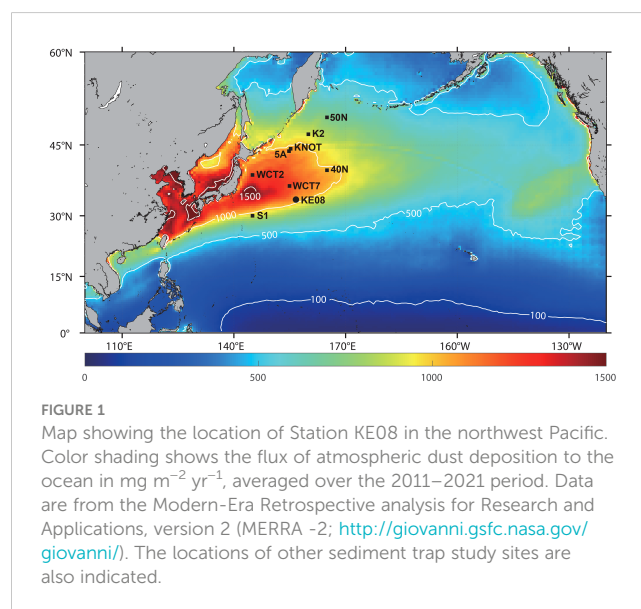 60°N
50N
K2
45°N
KNOT
5A
40N
WCT2
WCT7
1500
KE08
1000
S1
30°N
500
500
15°N
100
100
0°
110°E
140°E
170°E
160°W
130°W
0
500
1000
1500
FIGURE 1
Map showing the location of Station KE08 in the northwest Pacific.
Color shading shows the flux of atmospheric dust deposition to the
ocean in mg m⁻² yr⁻¹, averaged over the 2011–2021 period. Data
are from the Modern-Era Retrospective analysis for Research and
Applications, version 2 (MERRA -2; http://giovanni.gsfc.nasa.gov/
giovanni/). The locations of other sediment trap study sites are
also indicated.